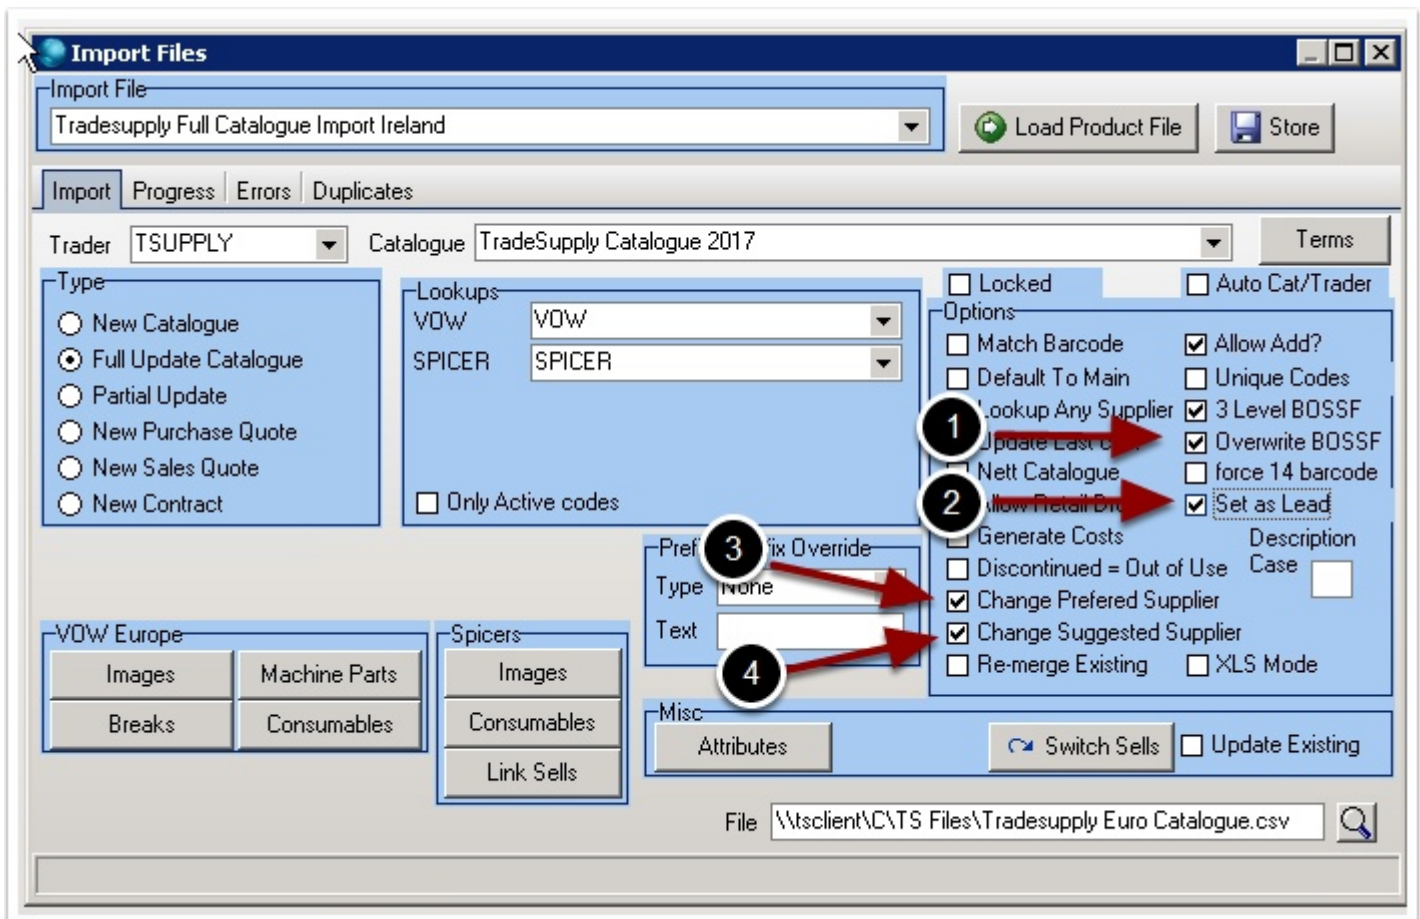 Import Files
Import File
Tradesupply Full Catalogue Import Ireland
Load Product File
Store
Import Progress Errors Duplicates
Trader TSUPPLY Catalogue TradeSupply Catalogue 2017 Terms
Type
New Catalogue
Full Update Catalogue
Partial Update
New Purchase Quote
New Sales Quote
New Contract
Lookups
VOW VOW
SPICER SPICER
Only Active codes
Locked Auto Cat/Trader
Options
Match Barcode Allow Add?
Default To Main Unique Codes
Lookup Any Supplier 3 Level BOSSF
1 Update Last Overwrite BOSSF
Nett Catalogue force 14 barcode
2 Allow Retail Set as Lead
Generate Costs Description
Discontinued = Out of Use Case
Change Prefered Supplier
Change Suggested Supplier
Re-merge Existing XLS Mode
3 Override
Type None
Text
4
VOW Europe
Images Machine Parts
Breaks Consumables
Spicers
Images
Consumables
Link Sells
Misc
Attributes Switch Sells Update Existing
File \\tsclient\C\TS Files\Tradesupply Euro Catalogue.csv